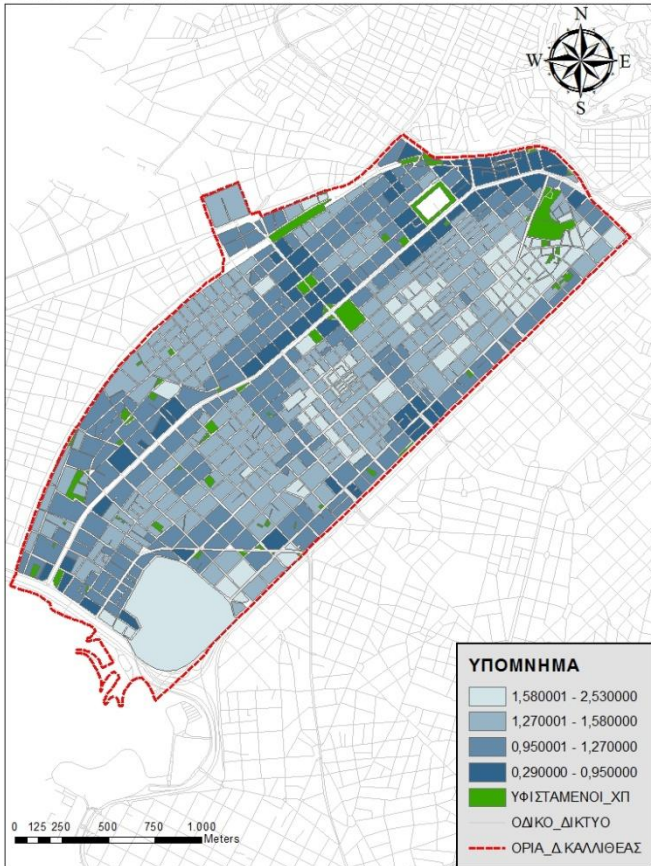 N
W E
S
ΥΠΟΜΝΗΜΑ
1,580001 - 2,530000
1,270001 - 1,580000
0,950001 - 1,270000
0,290000 - 0,950000
ΥΦΙΣΤΑΜΕΝΟΙ_ΧΠ
ΟΔΙΚΟ_ΔΙΚΤΥΟ
ΟΡΙΑ_Δ ΚΑΛΛΙΘΕΑΣ
0 125 250 500 750 1.000
Meters